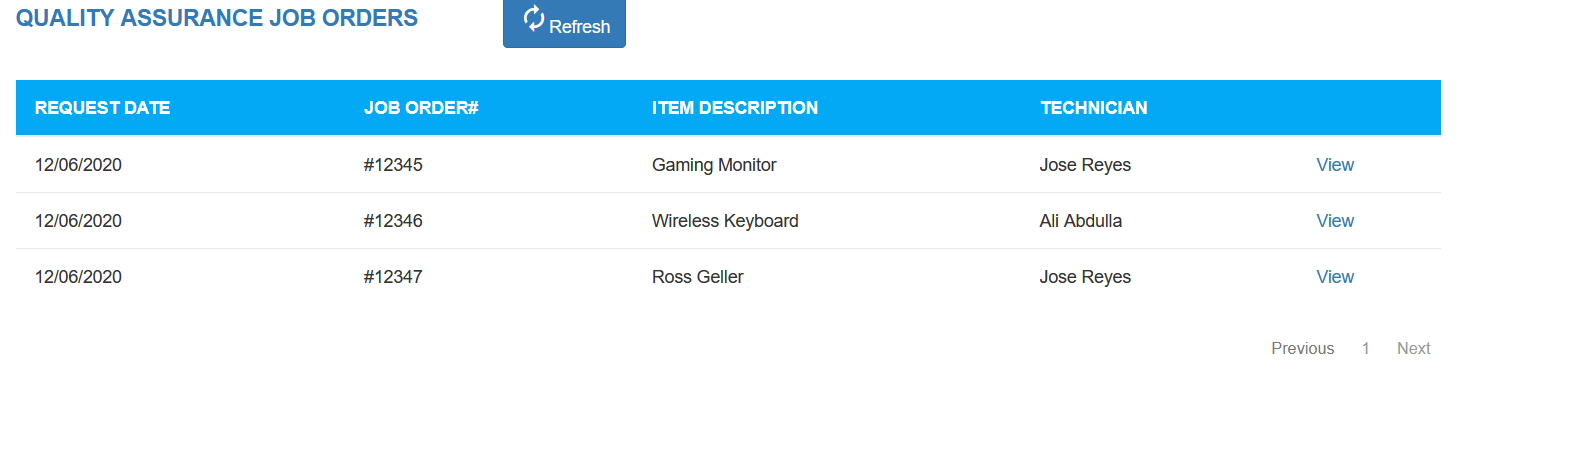 QUALITY ASSURANCE JOB ORDERS Refresh
REQUEST DATE JOB ORDER# ITEM DESCRIPTION TECHNICIAN
12/06/2020 #12345 Gaming Monitor Jose Reyes View
12/06/2020 #12346 Wireless Keyboard Ali Abdulla View
12/06/2020 #12347 Ross Geller Jose Reyes View
Previous 1 Next